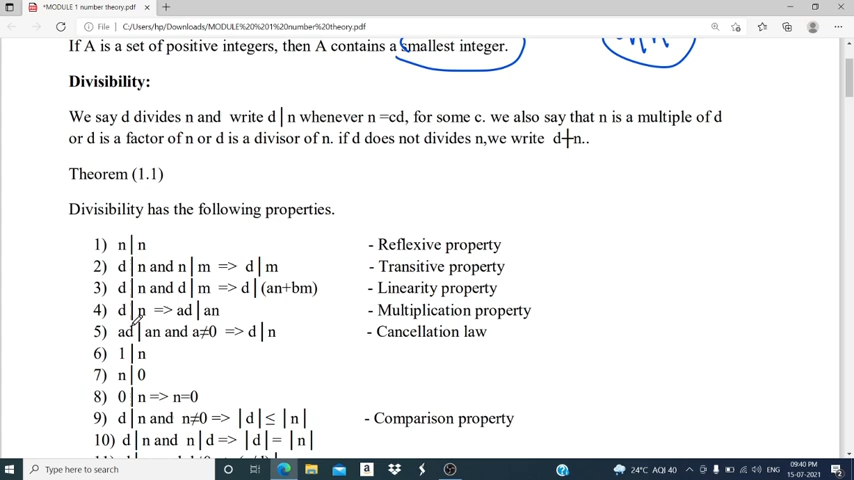 *MODULE 1 number theory.pdf
File | C:/Users/hp/Downloads/MODULE%20%201%20number%20theory.pdf
If A is a set of positive integers, then A contains a smallest integer.
Divisibility:
We say d divides n and write d│n whenever n =cd, for some c. we also say that n is a multiple of d
or d is a factor of n or d is a divisor of n. if d does not divides n,we write d┼n..
Theorem (1.1)
Divisibility has the following properties.
1) n│n - Reflexive property
2) d│n and n│m => d│m - Transitive property
3) d│n and d│m => d│(an+bm) - Linearity property
4) d│n => ad│an - Multiplication property
5) ad│an and a≠0 => d│n - Cancellation law
6) 1│n
7) n│0
8) 0│n => n=0
9) d│n and n≠0 => │d│≤ │n│ - Comparison property
10) d│n and n│d => │d│= │n│
Type here to search
24°C AQI 40
ENG
09:40 PM
15-07-2021
2